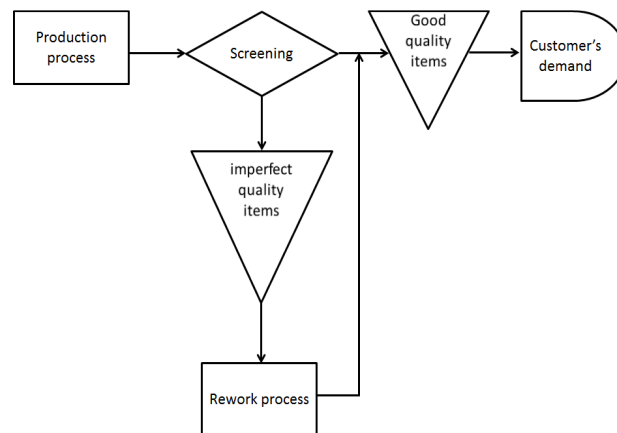 Production
process
Screening
Good
quality
items
Customer's
demand
imperfect
quality
items
Rework process